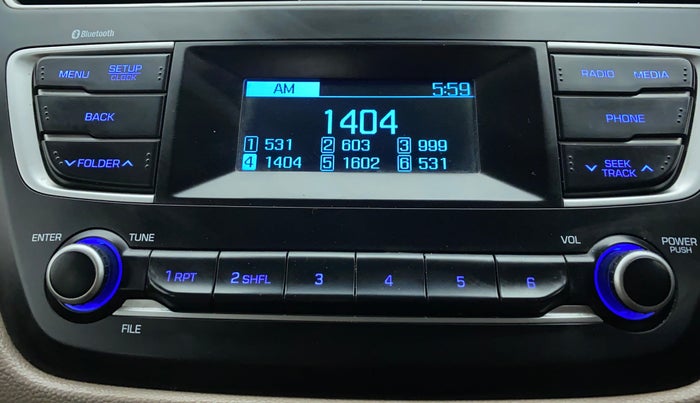 Bluetooth
MENU
SETUP
CLOCK
BACK
FOLDER
AM 5:59
1404
1 531 2 603 3 999
4 1404 5 1602 6 531
RADIO MEDIA
PHONE
SEEK
TRACK
ENTER TUNE
FILE
1 RPT 2 SHFL 3 4 5 6
VOL
POWER
PUSH